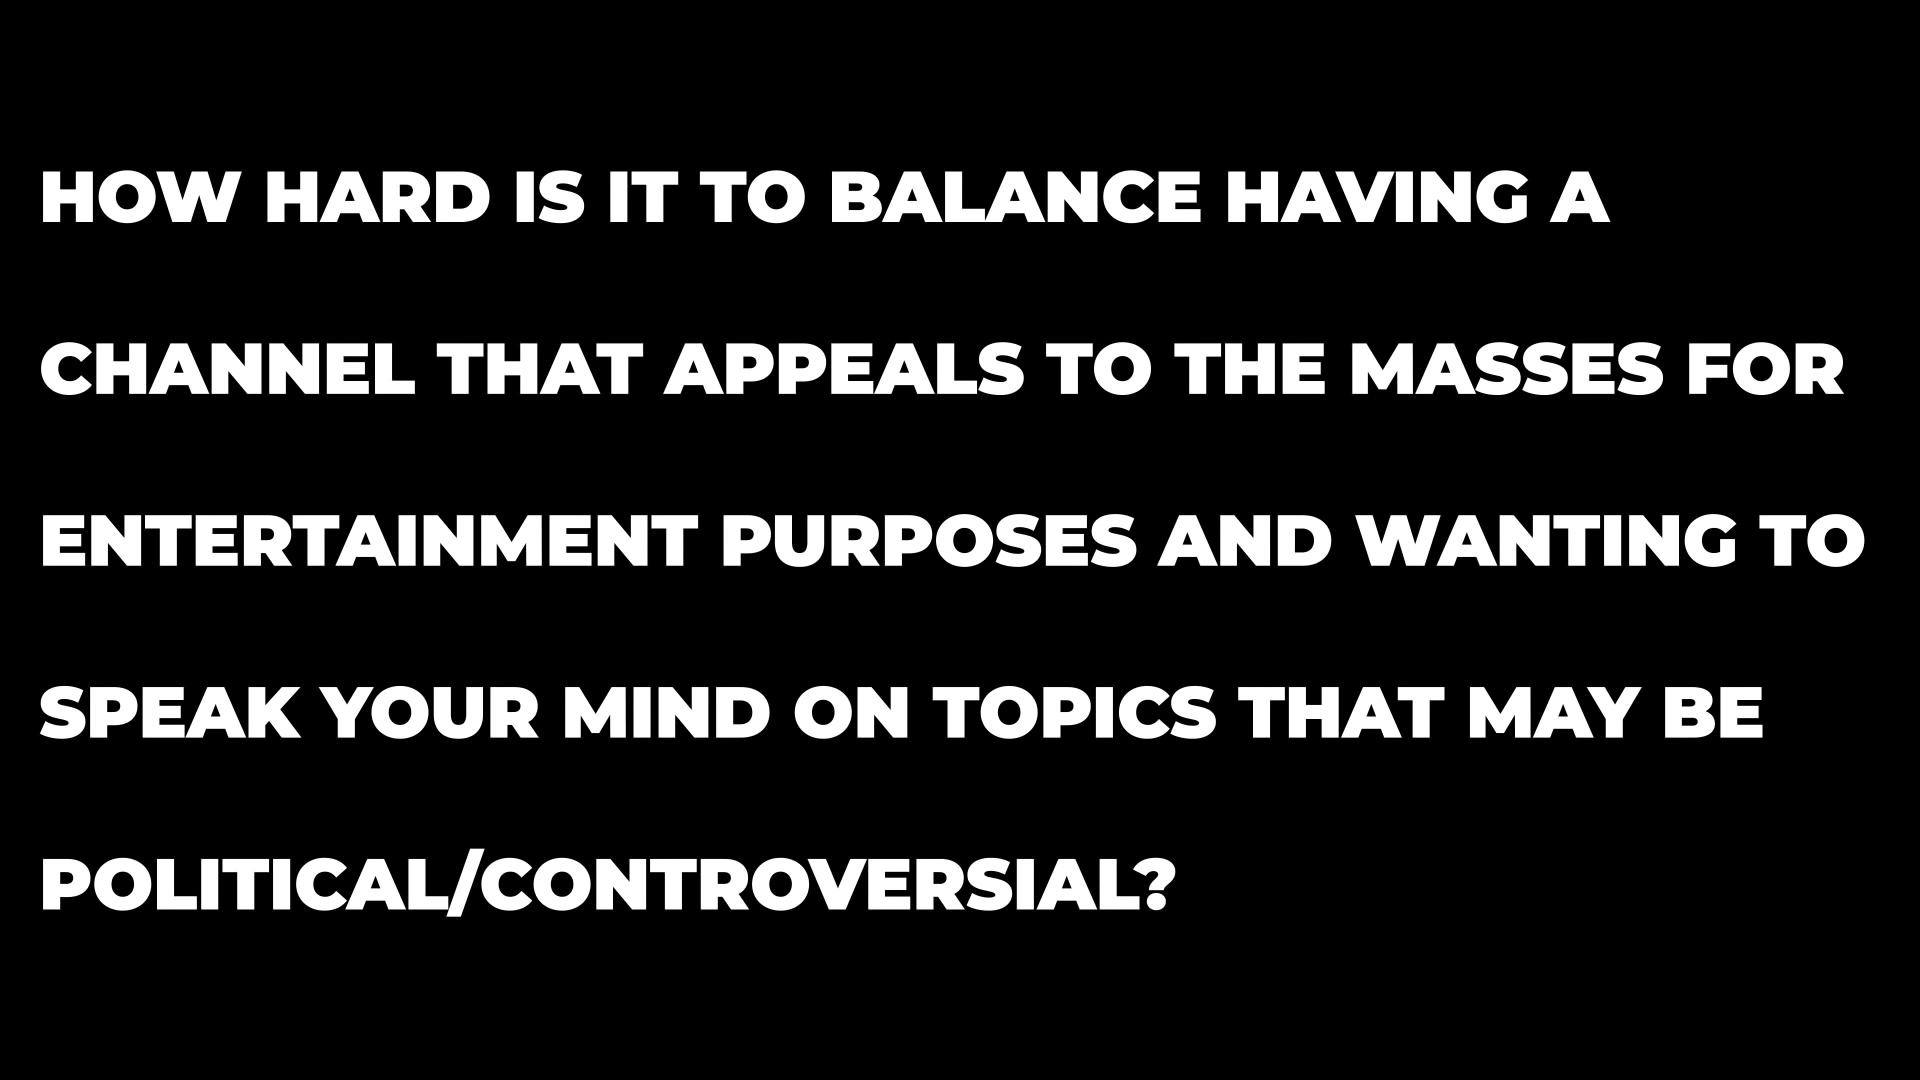 HOW HARD IS IT TO BALANCE HAVING A
CHANNEL THAT APPEALS TO THE MASSES FOR
ENTERTAINMENT PURPOSES AND WANTING TO
SPEAK YOUR MIND ON TOPICS THAT MAY BE
POLITICAL/CONTROVERSIAL?